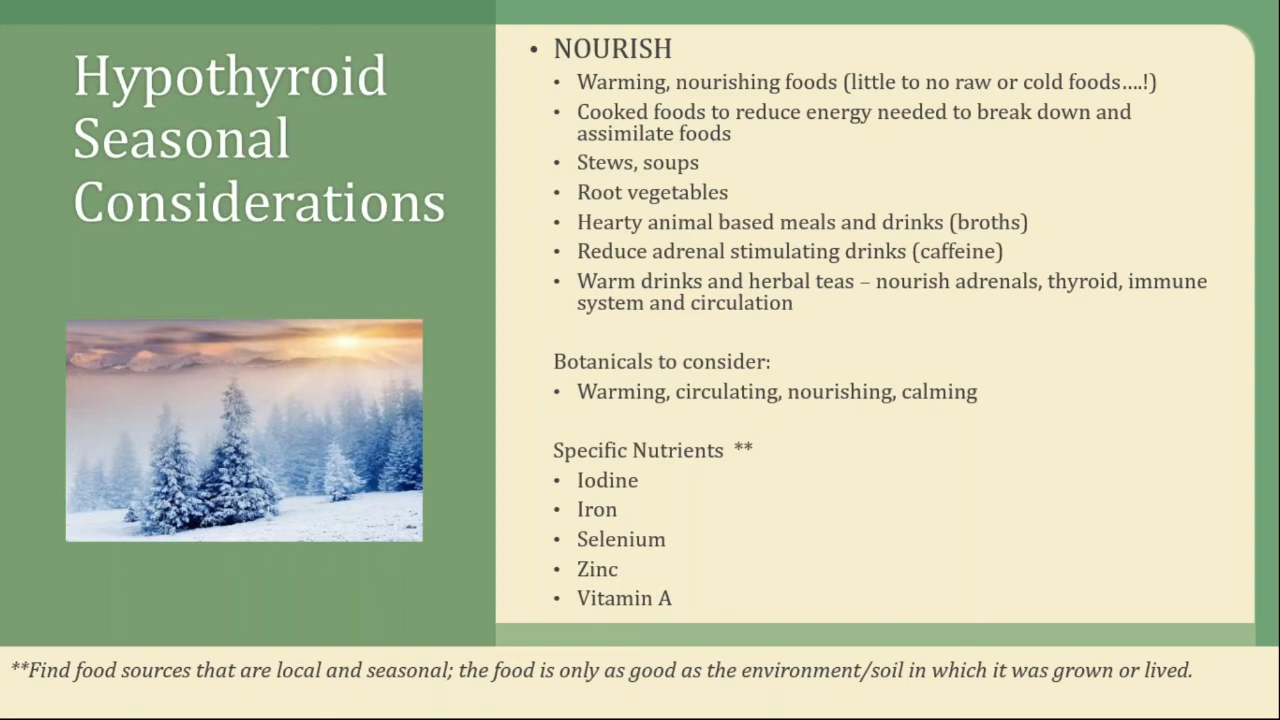 Hypothyroid
Seasonal
Considerations
• NOURISH
• Warming, nourishing foods (little to no raw or cold foods....!)
• Cooked foods to reduce energy needed to break down and
assimilate foods
• Stews, soups
• Root vegetables
• Hearty animal based meals and drinks (broths)
• Reduce adrenal stimulating drinks (caffeine)
• Warm drinks and herbal teas – nourish adrenals, thyroid, immune
system and circulation
Botanicals to consider:
• Warming, circulating, nourishing, calming
Specific Nutrients **
• Iodine
• Iron
• Selenium
• Zinc
• Vitamin A
**Find food sources that are local and seasonal; the food is only as good as the environment/soil in which it was grown or lived.